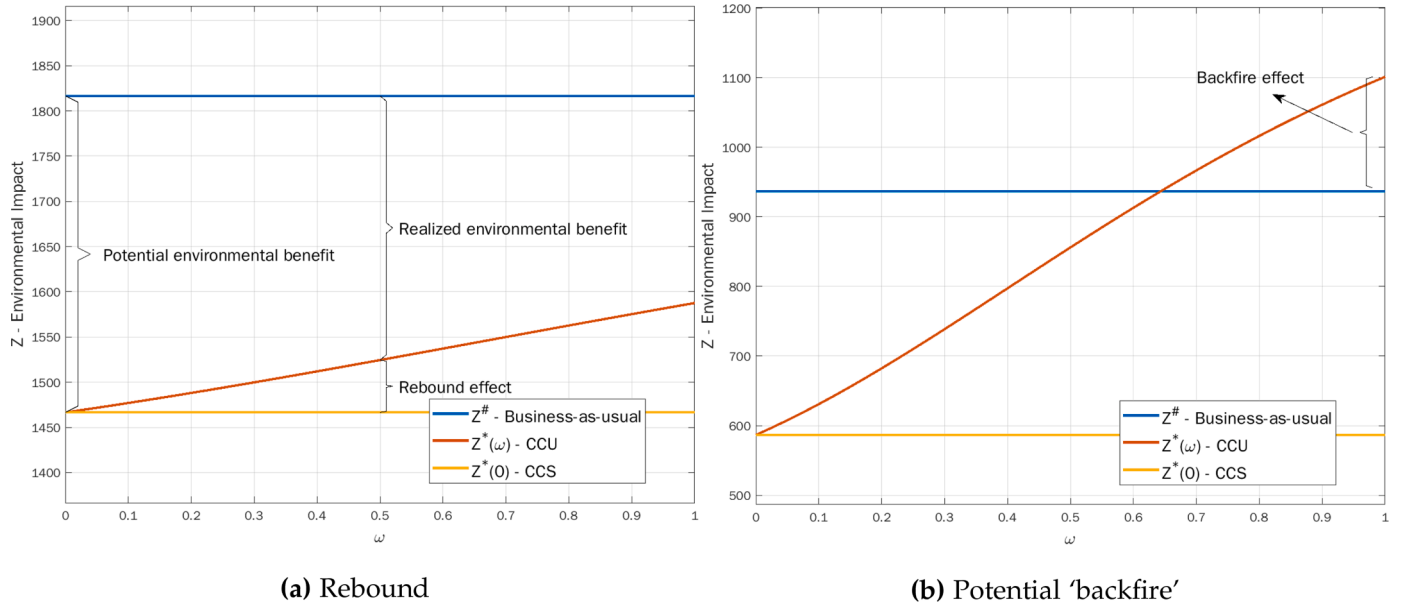 1900
1850
1800
1750
1700
1650
1600
1550
1500
1450
1400
Z - Environmental Impact
Potential environmental benefit
Realized environmental benefit
Rebound effect
Z# - Business-as-usual
Z*(ω) - CCU
Z*(0) - CCS
0 0.1 0.2 0.3 0.4 0.5 0.6 0.7 0.8 0.9 1
ω
(a) Rebound
1200
1100
1000
900
800
700
600
500
Z - Environmental Impact
Backfire effect
Z# - Business-as-usual
Z*(ω) - CCU
Z*(0) - CCS
0 0.1 0.2 0.3 0.4 0.5 0.6 0.7 0.8 0.9 1
ω
(b) Potential ‘backfire’